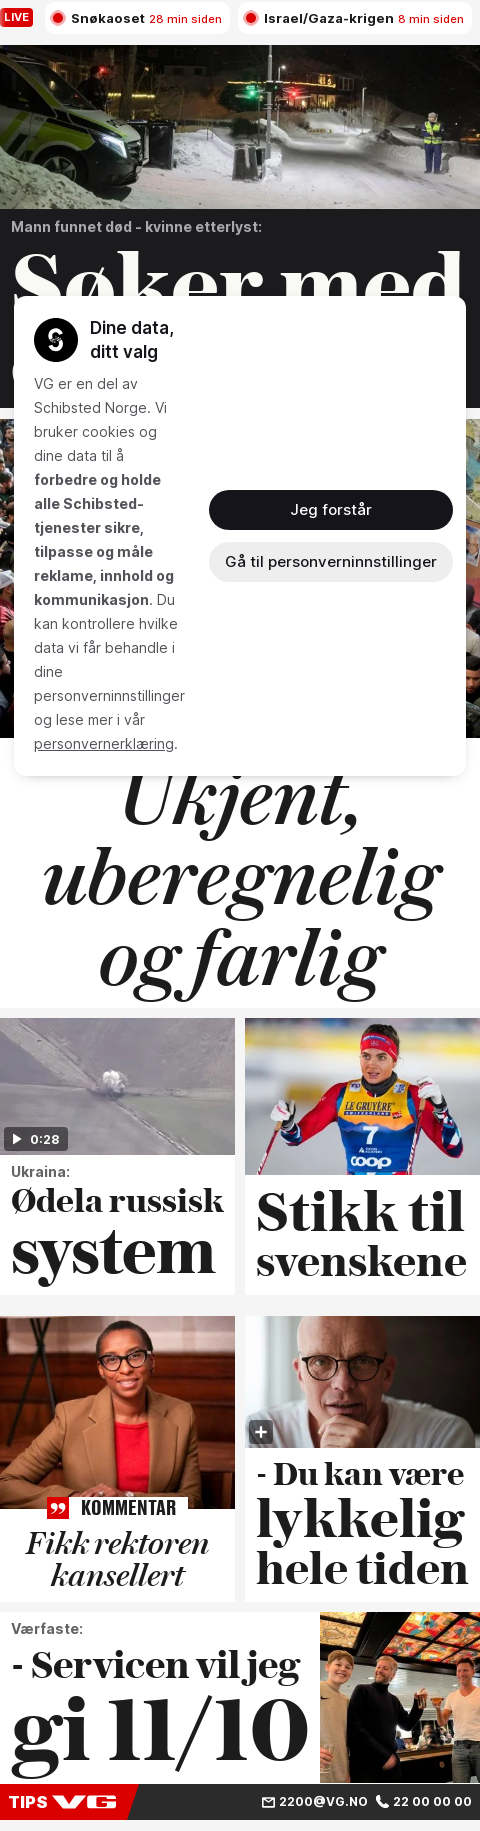 LIVE
Snøkaoset 28 min siden
Israel/Gaza-krigen 8 min siden
Mann funnet død - kvinne etterlyst:
Søker med
Dine data,
ditt valg
VG er en del av
Schibsted Norge. Vi
bruker cookies og
dine data til å
forbedre og holde
alle Schibsted-
tjenester sikre,
tilpasse og måle
reklame, innhold og
kommunikasjon. Du
kan kontrollere hvilke
data vi får behandle i
dine
personverninnstillinger
og lese mer i vår
personvernerklæring.
Jeg forstår
Gå til personverninnstillinger
Ukjent,
uberegnelig
og farlig
0:28
Ukraina:
Ødela russisk
system
LE GRUYÈRE
7
coop
Stikk til
svenskene
KOMMENTAR
Fikk rektoren
kansellert
- Du kan være
lykkelig
hele tiden
Værfaste:
- Servicen vil jeg
gi 11/10
TIPS VG
2200@VG.NO 22 00 00 00